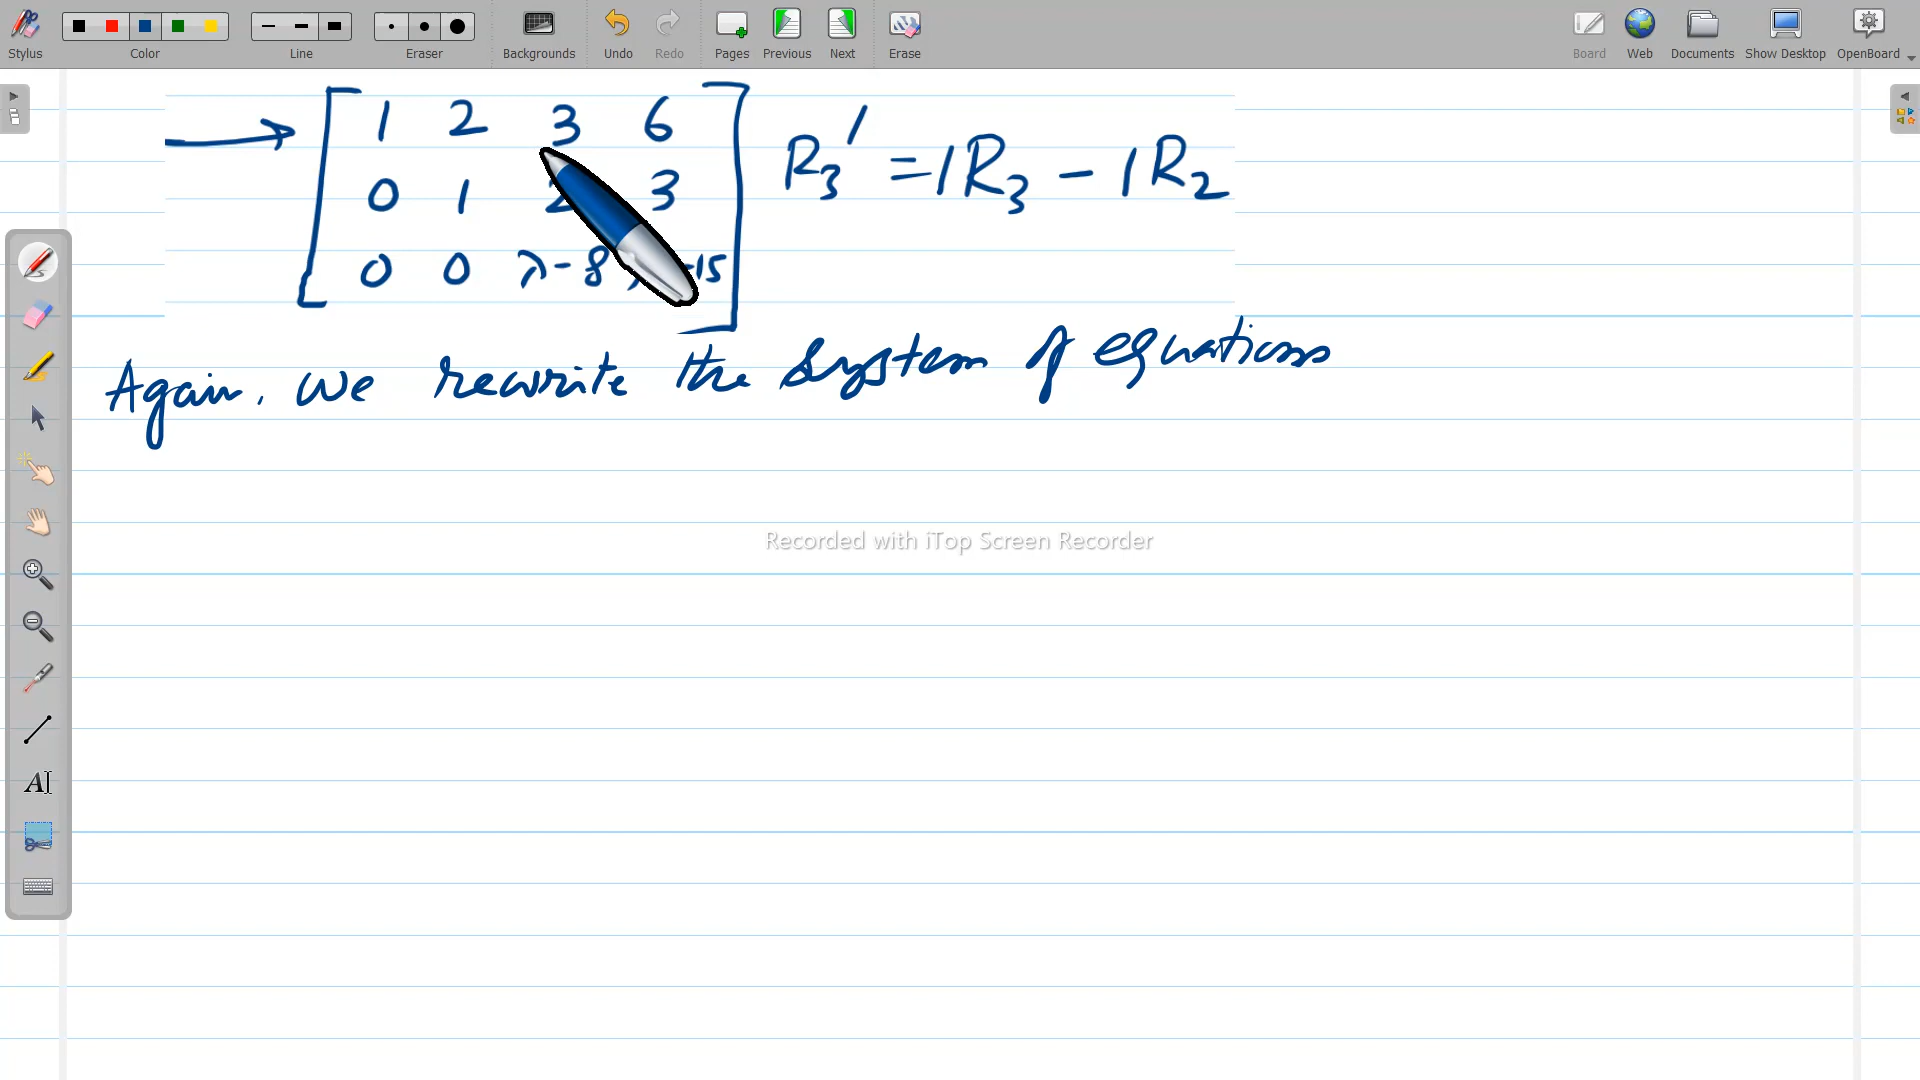 Stylus Color Line Eraser Backgrounds Undo Redo Pages Previous Next Erase Board Web Documents Show Desktop OpenBoard
1 2 3 6
0 1 2 3 R₃′ = 1R₃ − 1R₂
0 0 λ-8 -15
Again, we rewrite the system of equations
Recorded with iTop Screen Recorder